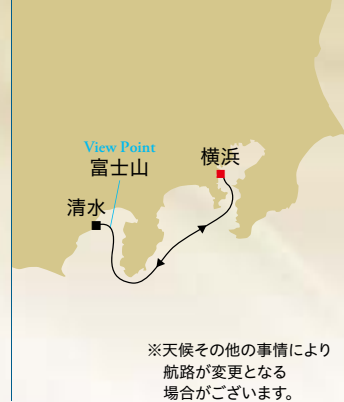 View Point
富士山
横浜
清水
※天候その他の事情により
航路が変更となる
場合がございます。